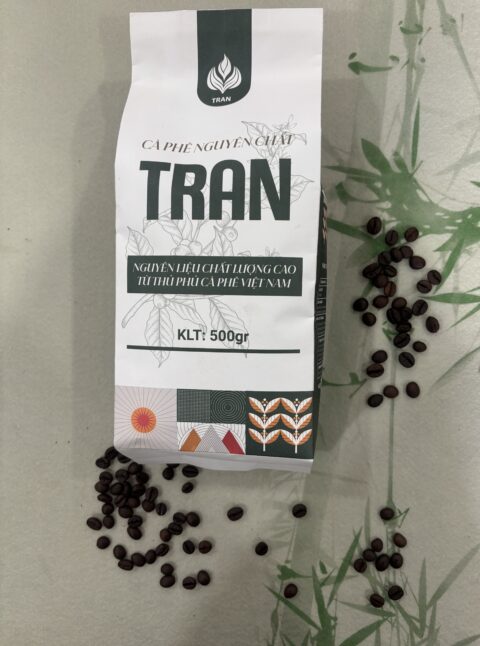 TRAN
CÀ PHÊ NGUYÊN CHẤT
TRAN
NGUYÊN LIỆU CHẤT LƯỢNG CAO
TỪ THỦ PHỦ CÀ PHÊ VIỆT NAM
KLT: 500gr